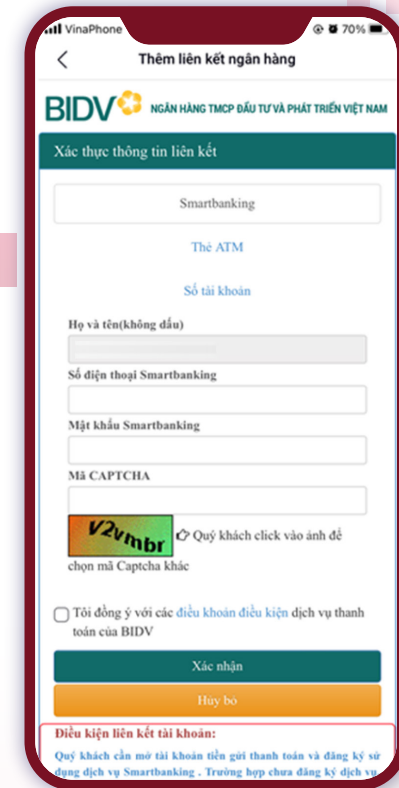 VinaPhone 70%
Thêm liên kết ngân hàng
BIDV NGÂN HÀNG TMCP ĐẦU TƯ VÀ PHÁT TRIỂN VIỆT NAM
Xác thực thông tin liên kết
Smartbanking
Thẻ ATM
Số tài khoản
Họ và tên(không dấu)
Số điện thoại Smartbanking
Mật khẩu Smartbanking
Mã CAPTCHA
V2vmbr Quý khách click vào ảnh để
chọn mã Captcha khác
Tôi đồng ý với các điều khoản điều kiện dịch vụ thanh
toán của BIDV
Xác nhận
Hủy bỏ
Điều kiện liên kết tài khoản:
Quý khách cần mở tài khoản tiền gửi thanh toán và đăng ký sử
dụng dịch vụ Smartbanking . Trường hợp chưa đăng ký dịch vụ